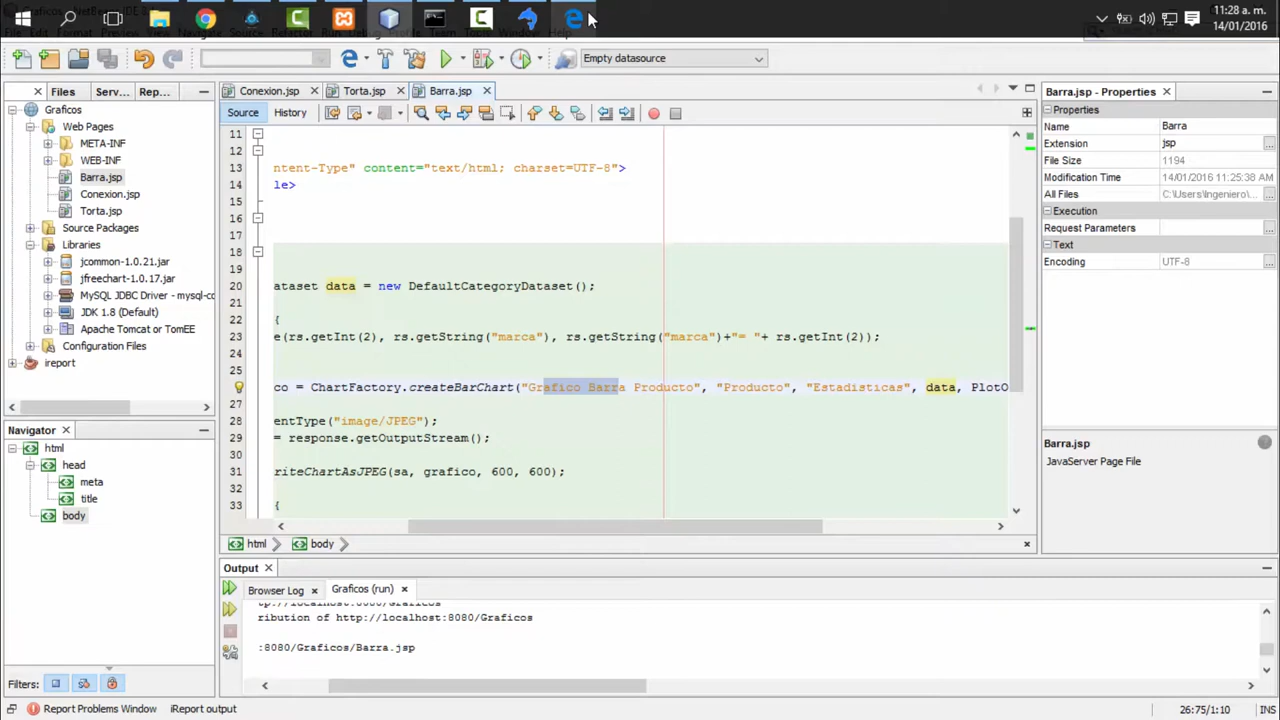 11:28 a. m.
14/01/2016
Empty datasource
Files
Serv...
Rep...
Conexion.jsp
Torta.jsp
Barra.jsp
Barra.jsp - Properties
Graficos
Web Pages
META-INF
WEB-INF
Barra.jsp
Conexion.jsp
Torta.jsp
Source Packages
Libraries
jcommon-1.0.21.jar
jfreechart-1.0.17.jar
MySQL JDBC Driver - mysql-co
JDK 1.8 (Default)
Apache Tomcat or TomEE
Configuration Files
ireport
Source
History
11
12
13 ntent-Type" content="text/html; charset=UTF-8">
14 le>
15
16
17
18
19
20 ataset data = new DefaultCategoryDataset();
21
22 {
23 e(rs.getInt(2), rs.getString("marca"), rs.getString("marca")+"= "+ rs.getInt(2));
24
25
co = ChartFactory.createBarChart("Grafico Barra Producto", "Producto", "Estadisticas", data, PlotO
27
28 entType("image/JPEG");
29 = response.getOutputStream();
30
31 riteChartAsJPEG(sa, grafico, 600, 600);
32
33 {
html
body
Properties
Name Barra
Extension jsp
File Size 1194
Modification Time 14/01/2016 11:25:38 AM
All Files C:\Users\Ingeniero\... ...
Execution
Request Parameters ...
Text
Encoding UTF-8 ...
Barra.jsp
JavaServer Page File
Navigator
html
head
meta
title
body
Filters:
Output
Browser Log
Graficos (run)
ribution of http://localhost:8080/Graficos
:8080/Graficos/Barra.jsp
Report Problems Window
iReport output
26:75/1:10
INS